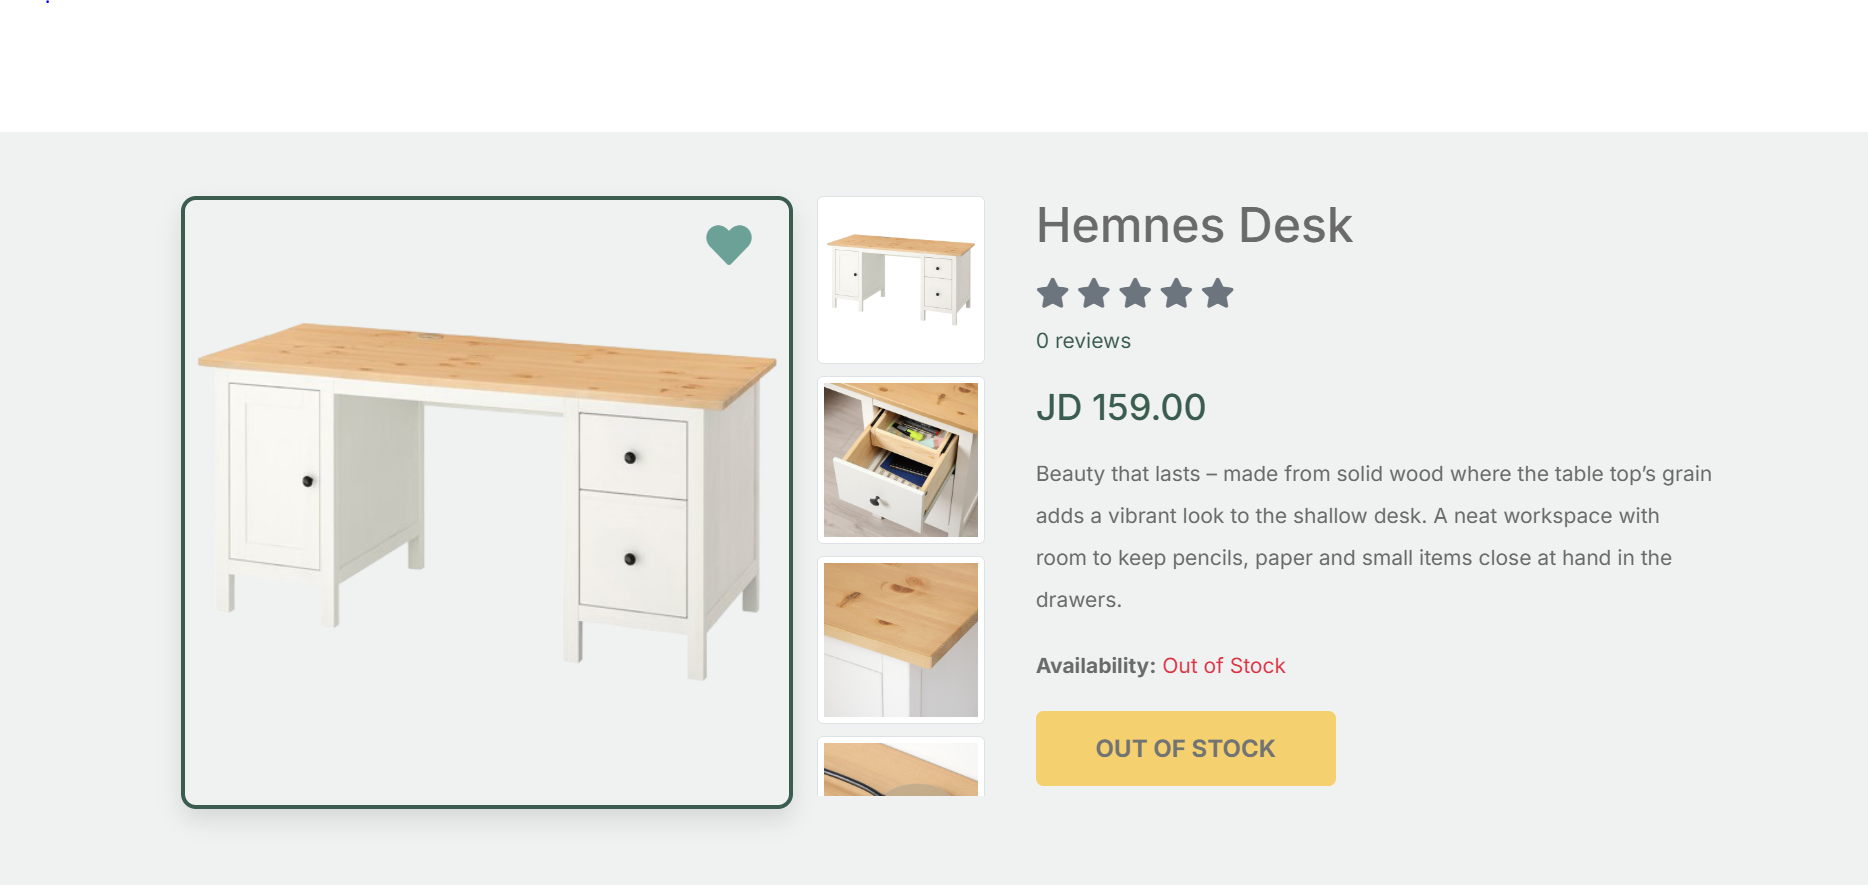 Hemnes Desk
0 reviews
JD 159.00
Beauty that lasts – made from solid wood where the table top’s grain
adds a vibrant look to the shallow desk. A neat workspace with
room to keep pencils, paper and small items close at hand in the
drawers.
Availability: Out of Stock
OUT OF STOCK